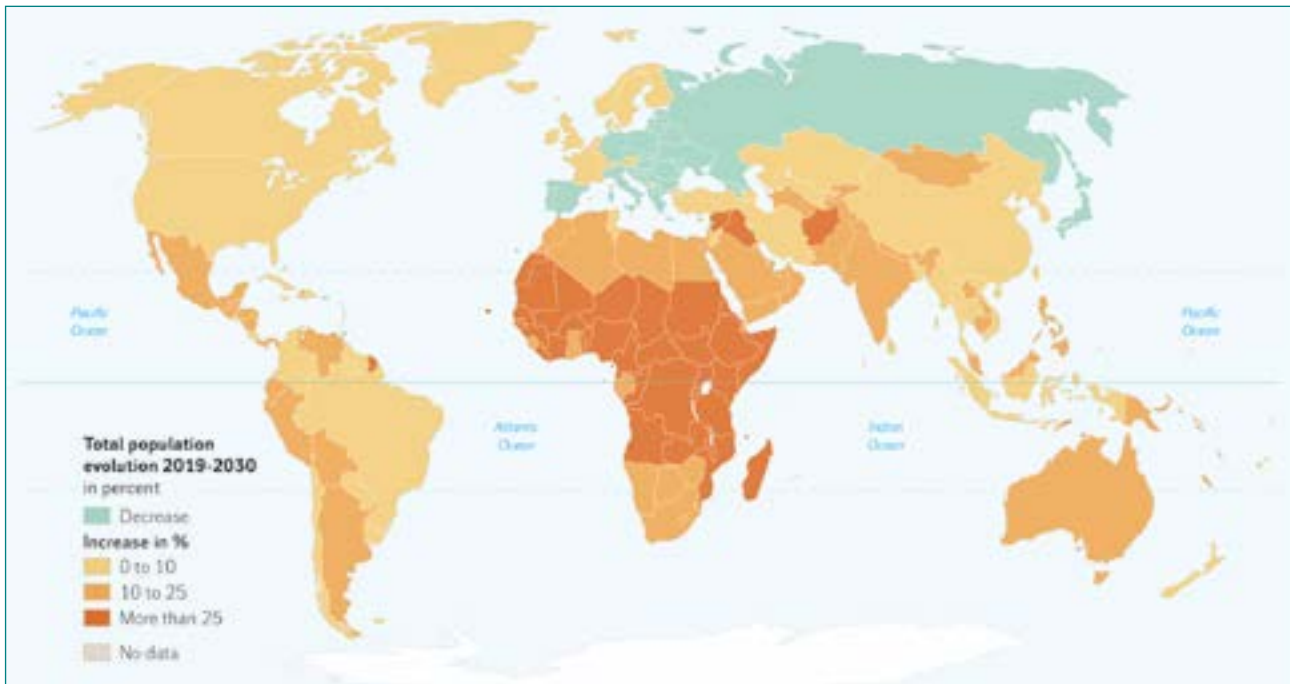 Pacific
Ocean
Pacific
Ocean
Atlantic
Ocean
Indian
Ocean
Total population
evolution 2019-2030
in percent
Decrease
Increase in %
0 to 10
10 to 25
More than 25
No data